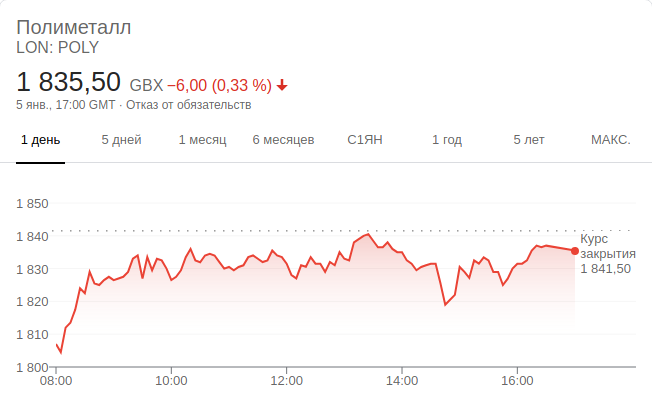 Полиметалл
LON: POLY
1 835,50 GBX −6,00 (0,33 %)
5 янв., 17:00 GMT · Отказ от обязательств
1 день 5 дней 1 месяц 6 месяцев С1ЯН 1 год 5 лет МАКС.
1 850
1 840
1 830
1 820
1 810
1 800
Курс
закрытия
1 841,50
08:00 10:00 12:00 14:00 16:00